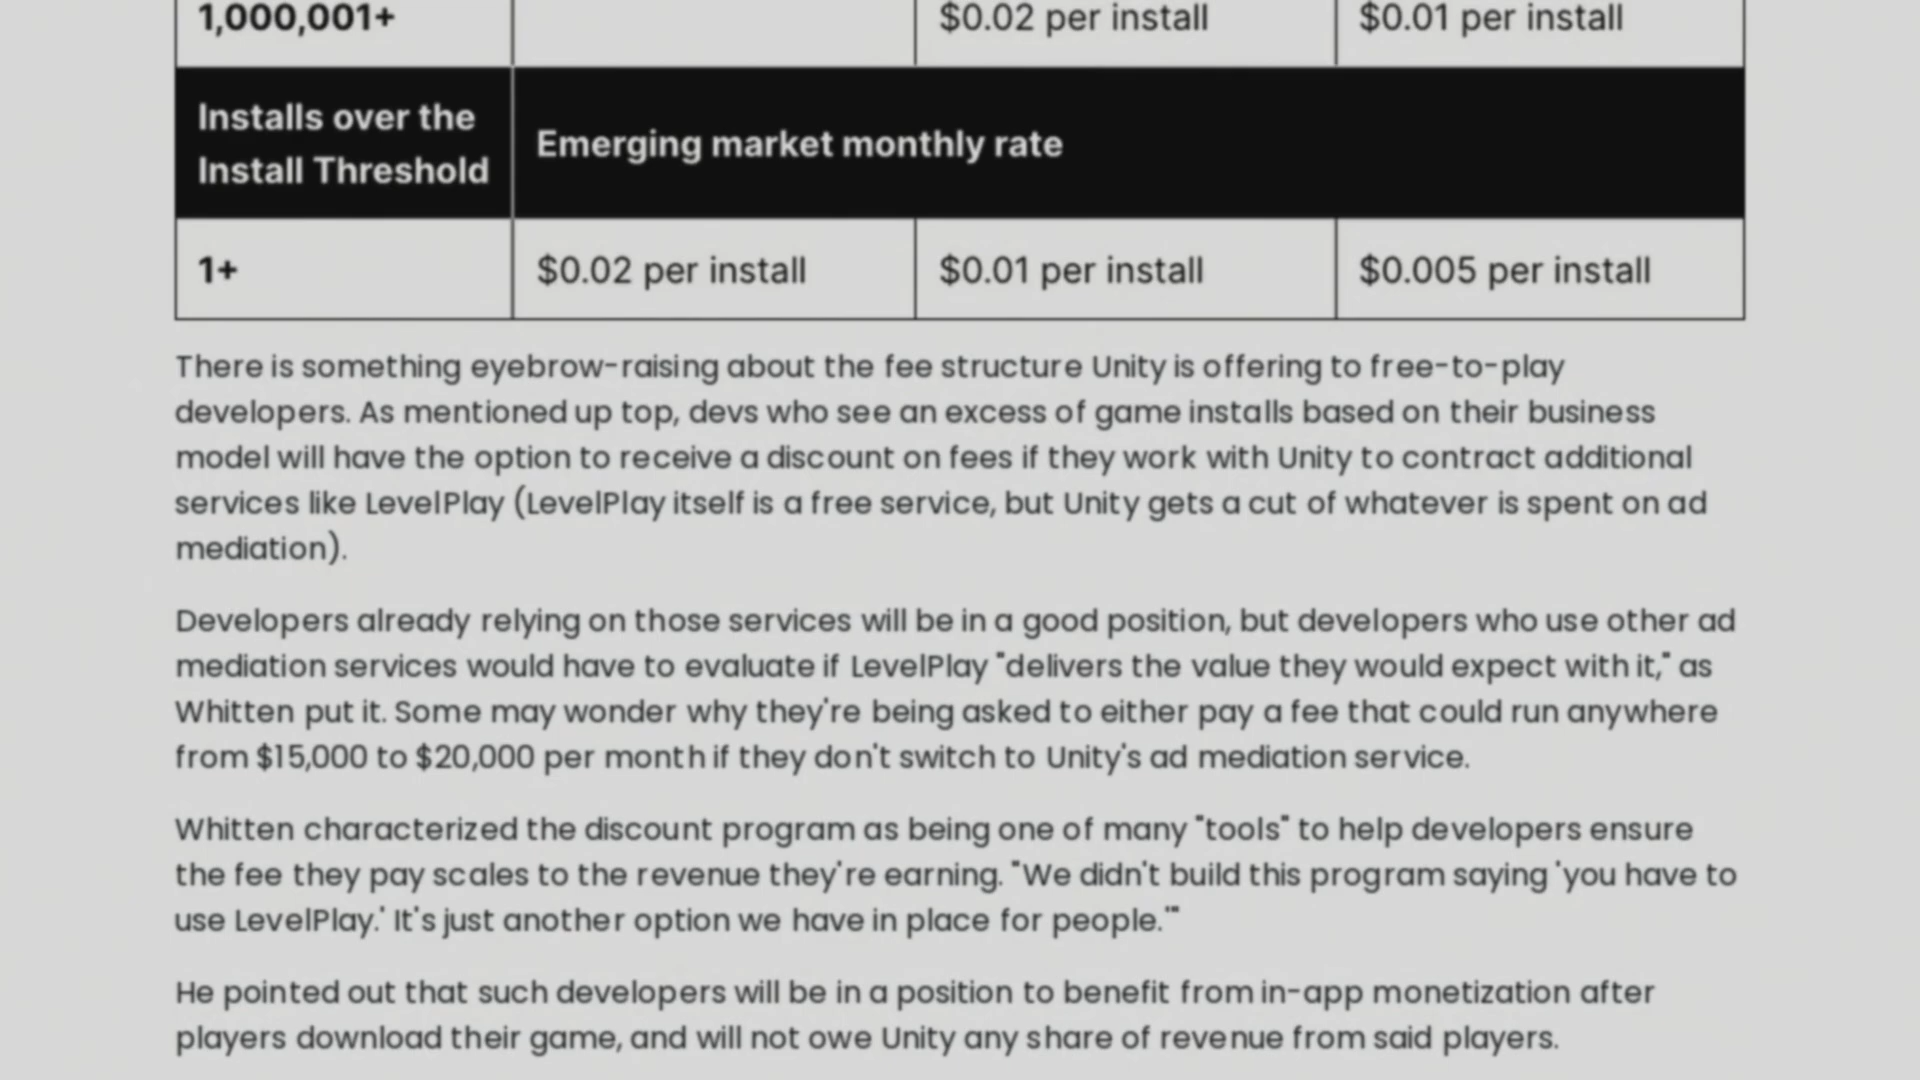 1,000,001+ $0.02 per install $0.01 per install
Installs over the
Install Threshold
Emerging market monthly rate
1+ $0.02 per install $0.01 per install $0.005 per install
There is something eyebrow-raising about the fee structure Unity is offering to free-to-play
developers. As mentioned up top, devs who see an excess of game installs based on their business
model will have the option to receive a discount on fees if they work with Unity to contract additional
services like LevelPlay (LevelPlay itself is a free service, but Unity gets a cut of whatever is spent on ad
mediation).
Developers already relying on those services will be in a good position, but developers who use other ad
mediation services would have to evaluate if LevelPlay "delivers the value they would expect with it," as
Whitten put it. Some may wonder why they're being asked to either pay a fee that could run anywhere
from $15,000 to $20,000 per month if they don't switch to Unity's ad mediation service.
Whitten characterized the discount program as being one of many "tools" to help developers ensure
the fee they pay scales to the revenue they're earning. "We didn't build this program saying 'you have to
use LevelPlay.' It's just another option we have in place for people.'"
He pointed out that such developers will be in a position to benefit from in-app monetization after
players download their game, and will not owe Unity any share of revenue from said players.